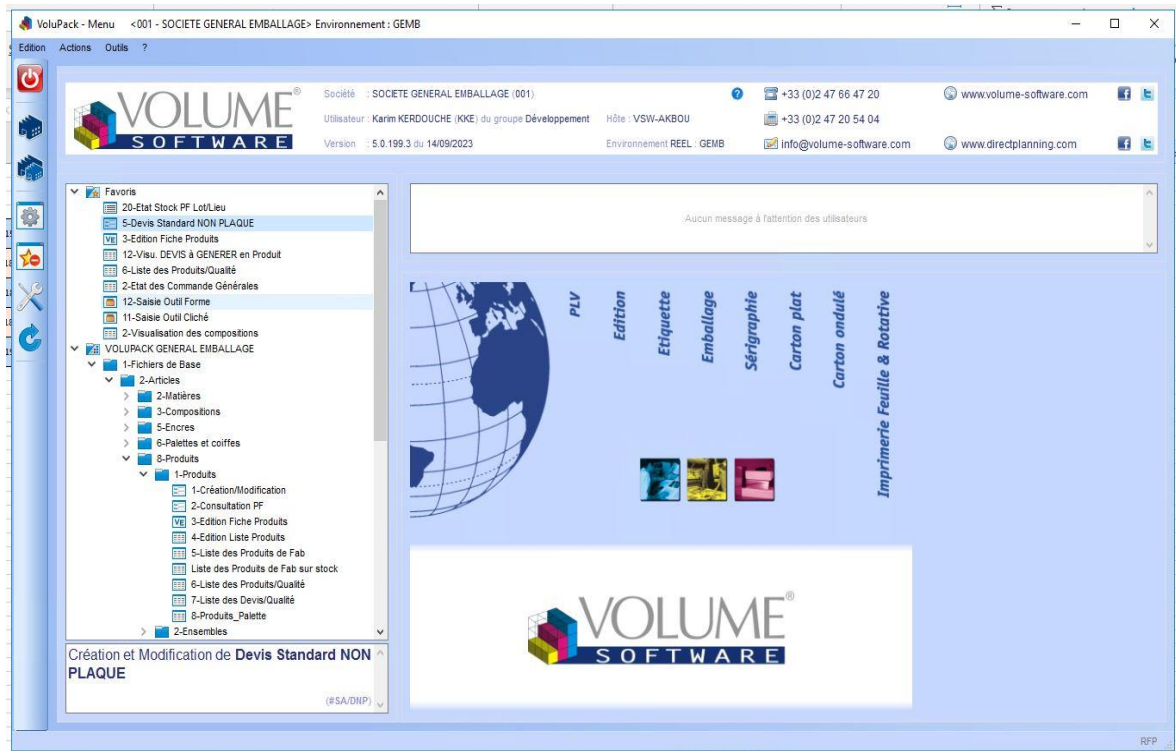 VoluPack - Menu <001 - SOCIETE GENERAL EMBALLAGE> Environnement : GEMB
Edition Actions Outils ?
VOLUME®
SOFTWARE
Société : SOCIETE GENERAL EMBALLAGE (001)
Utilisateur : Karim KERDOUCHE (KKE) du groupe Développement Hôte : VSW-AKBOU
Version : 5.0.199.3 du 14/09/2023 Environnement REEL : GEMB
+33 (0)2 47 66 47 20 www.volume-software.com
+33 (0)2 47 20 54 04
info@volume-software.com www.directplanning.com
Favoris
20-Etat Stock PF Lot/Lieu
5-Devis Standard NON PLAQUE
VE 3-Edition Fiche Produits
12-Visu. DEVIS à GENERER en Produit
6-Liste des Produits/Qualité
2-Etat des Commande Générales
12-Saisie Outil Forme
11-Saisie Outil Cliché
2-Visualisation des compositions
VOLUPACK GENERAL EMBALLAGE
1-Fichiers de Base
2-Articles
2-Matières
3-Compositions
5-Encres
6-Palettes et coiffes
8-Produits
1-Produits
1-Création/Modification
2-Consultation PF
VE 3-Edition Fiche Produits
4-Edition Liste Produits
5-Liste des Produits de Fab
Liste des Produits de Fab sur stock
6-Liste des Produits/Qualité
7-Liste des Devis/Qualité
8-Produits_Palette
2-Ensembles
Création et Modification de Devis Standard NON
PLAQUE
(#SA/DNP)
Aucun message à l'attention des utilisateurs
PLV
Edition
Etiquette
Emballage
Sérigraphie
Carton plat
Carton ondulé
Imprimerie Feuille & Rotative
VOLUME®
SOFTWARE
RFP